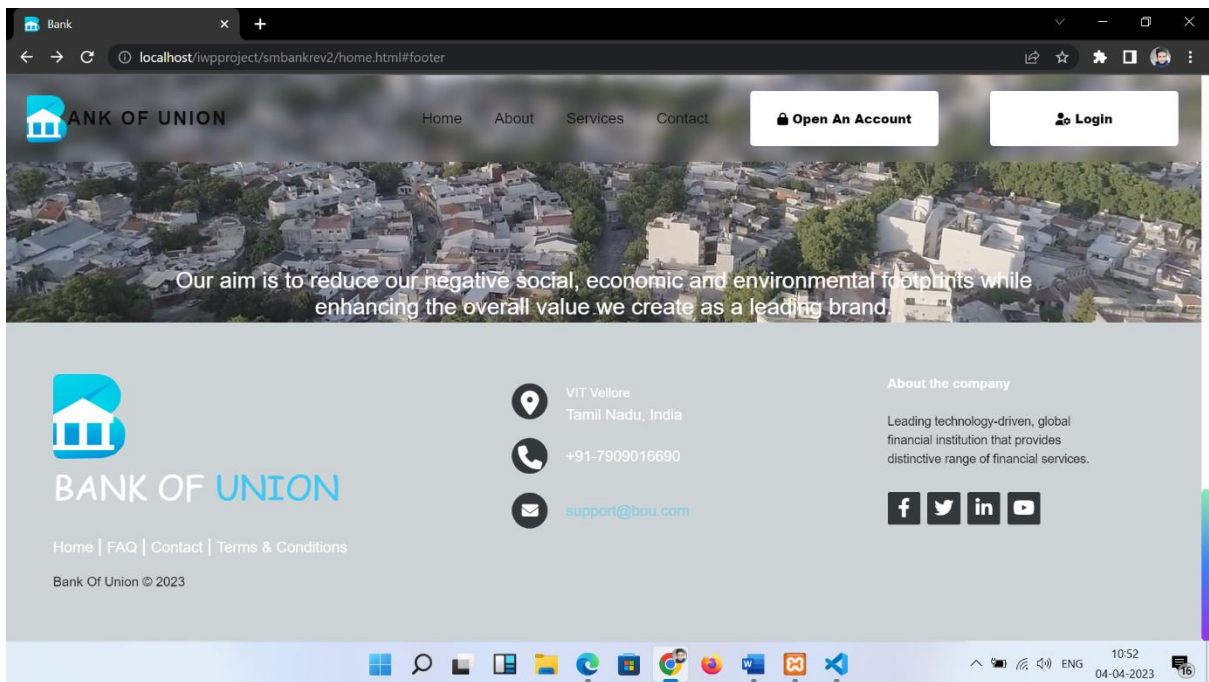 Bank
localhost/iwpproject/smbankrev2/home.html#footer
BANK OF UNION
Home About Services Contact Open An Account Login
Our aim is to reduce our negative social, economic and environmental footprints while
enhancing the overall value we create as a leading brand.
BANK OF UNION
Home | FAQ | Contact | Terms & Conditions
Bank Of Union © 2023
VIT Vellore
Tamil Nadu, India
+91-7909016690
support@bou.com
About the company
Leading technology-driven, global
financial institution that provides
distinctive range of financial services.
ENG
10:52
04-04-2023
16